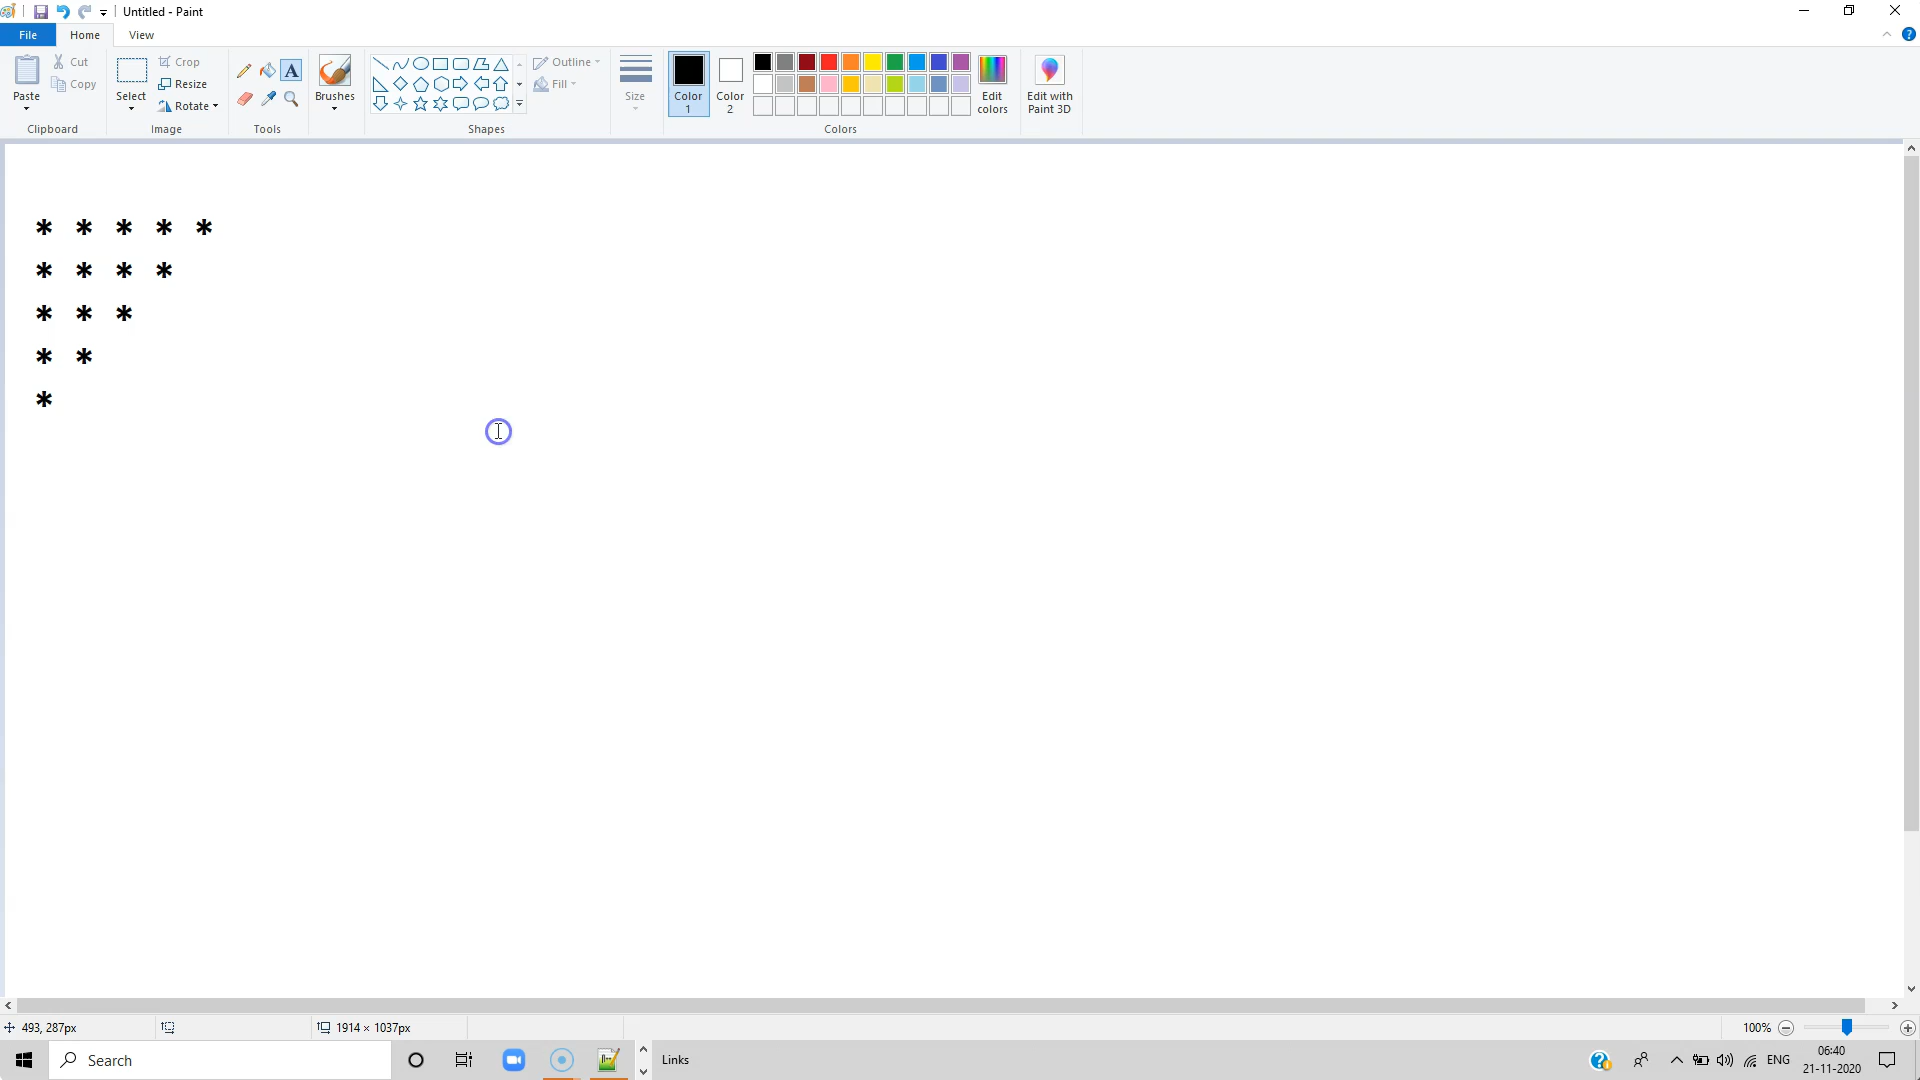 Untitled - Paint
File Home View
Paste
Cut
Copy
Clipboard
Select
Crop
Resize
Rotate
Image
A
Tools
Brushes
Shapes
Outline
Fill
Size
Color 1
Color 2
Colors
Edit colors
Edit with Paint 3D
* * * * *
* * * *
* * *
* *
*
493, 287px
1914 × 1037px
100%
Search
Links
ENG
06:40
21-11-2020